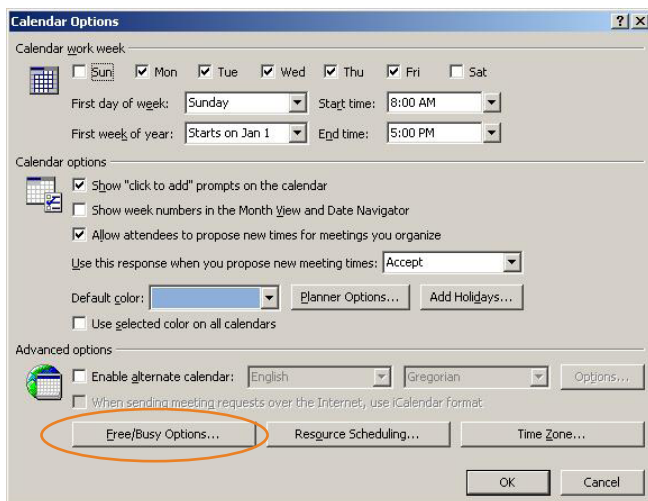 Calendar Options
Calendar work week
Sun Mon Tue Wed Thu Fri Sat
First day of week: Sunday Start time: 8:00 AM
First week of year: Starts on Jan 1 End time: 5:00 PM
Calendar options
Show "click to add" prompts on the calendar
Show week numbers in the Month View and Date Navigator
Allow attendees to propose new times for meetings you organize
Use this response when you propose new meeting times: Accept
Default color: Planner Options... Add Holidays...
Use selected color on all calendars
Advanced options
Enable alternate calendar: English Gregorian Options...
When sending meeting requests over the Internet, use iCalendar format
Free/Busy Options... Resource Scheduling... Time Zone...
OK Cancel